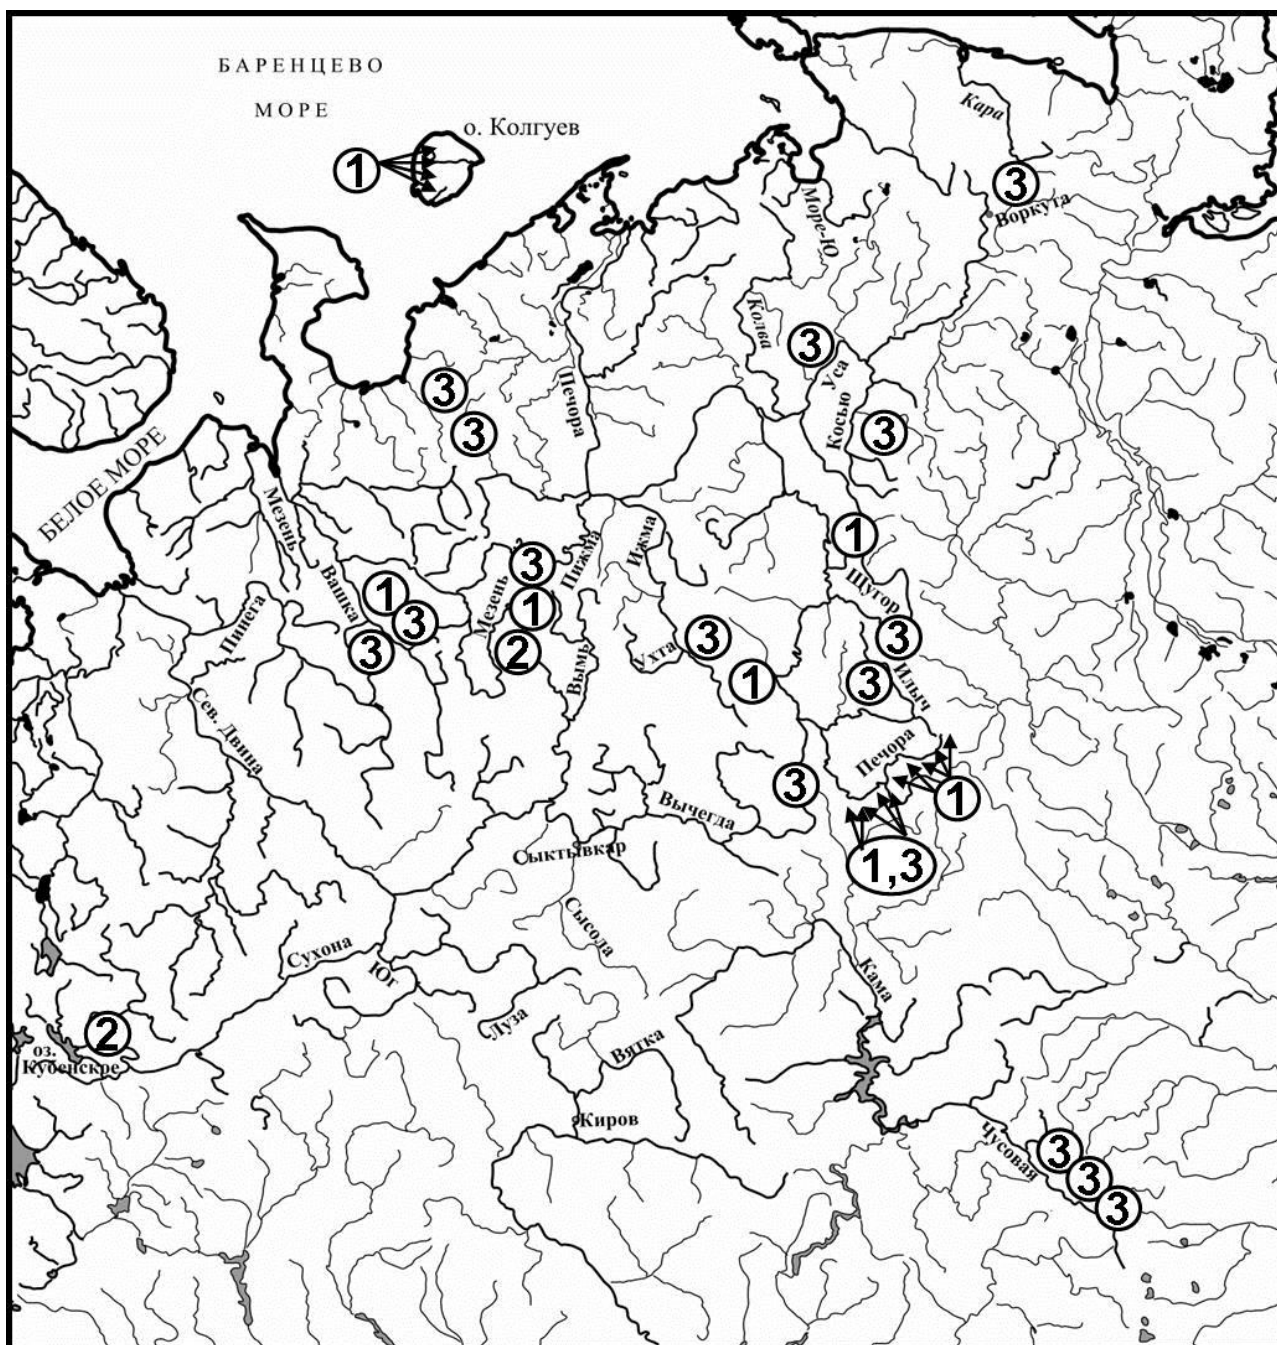 БАРЕНЦЕВО
МОРЕ
о. Колгуев
1
Кара
3
Воркута
Море-Ю
Колва
3
Уса
Косью
3
3
3
Печора
БЕЛОЕ МОРЕ
Мезень
Вашка
Пинега
1
3
3
Мезень
3
1
2
Пижма
Ижма
Вымь
Ухта
3
1
1
Щугор
3
3
Илыч
Печора
1
1,3
3
Сев. Двина
Вычегда
Сыктывкар
Сысола
Сухона
Юг
Луза
Вятка
Кама
2
оз.
Кубенскре
Киров
Чусовая
3
3
3